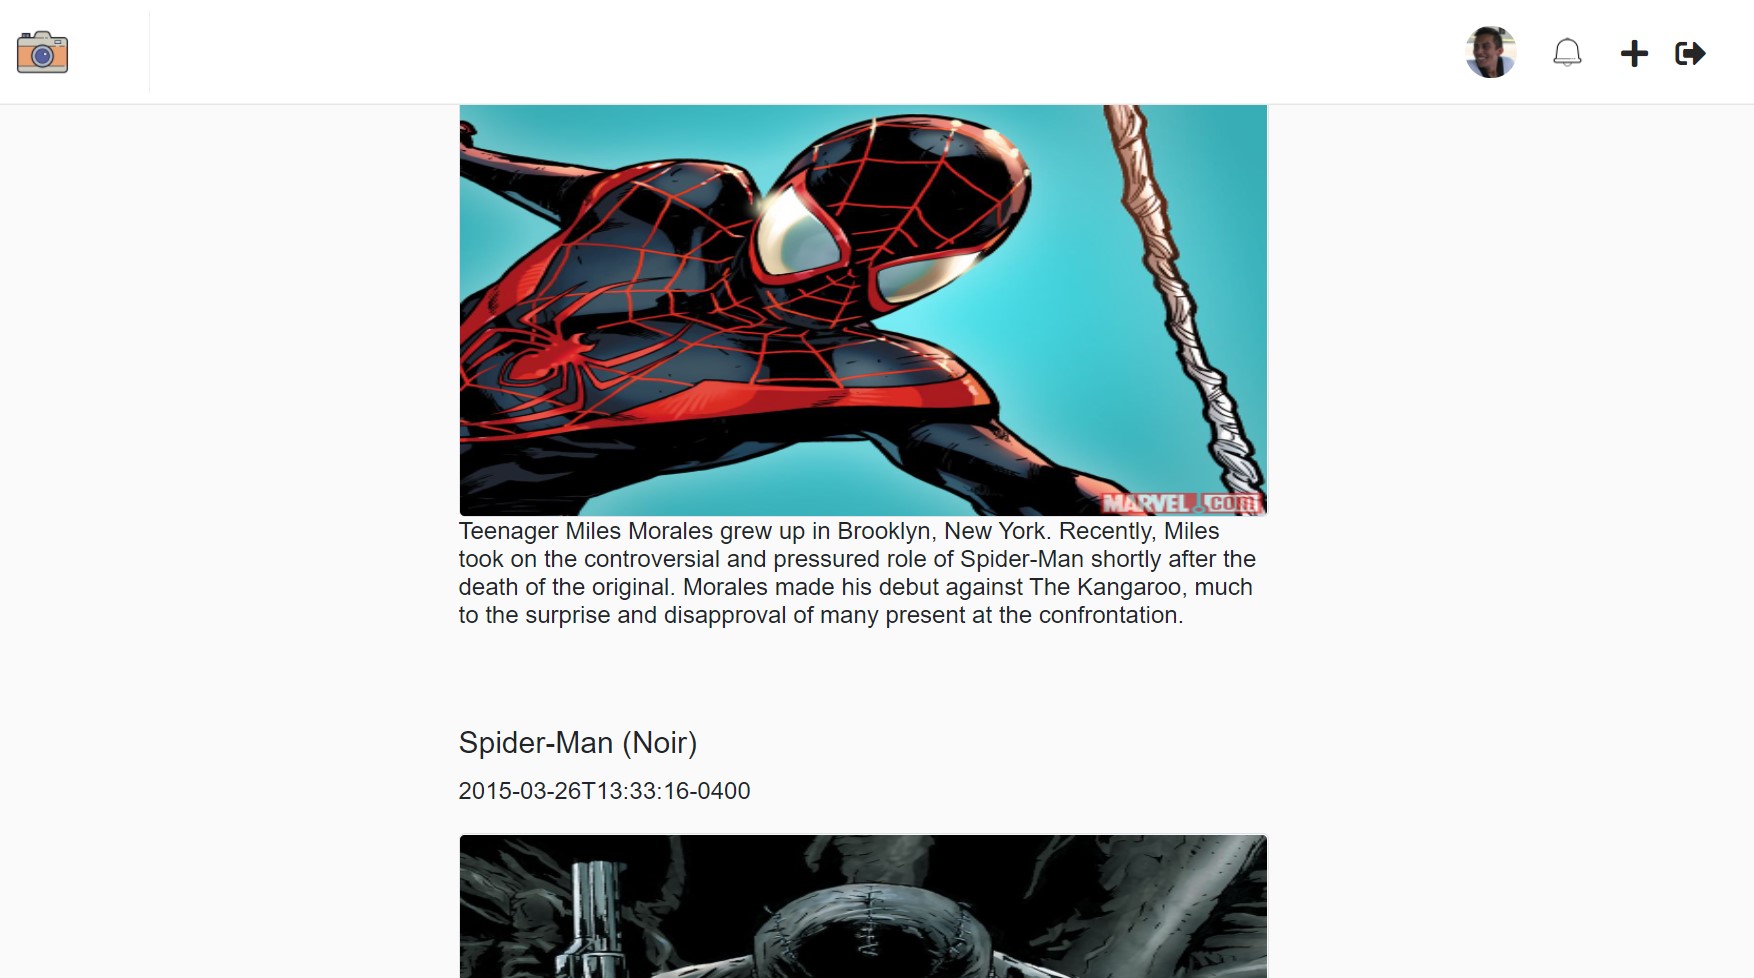 MARVEL.COM
Teenager Miles Morales grew up in Brooklyn, New York. Recently, Miles
took on the controversial and pressured role of Spider-Man shortly after the
death of the original. Morales made his debut against The Kangaroo, much
to the surprise and disapproval of many present at the confrontation.
Spider-Man (Noir)
2015-03-26T13:33:16-0400